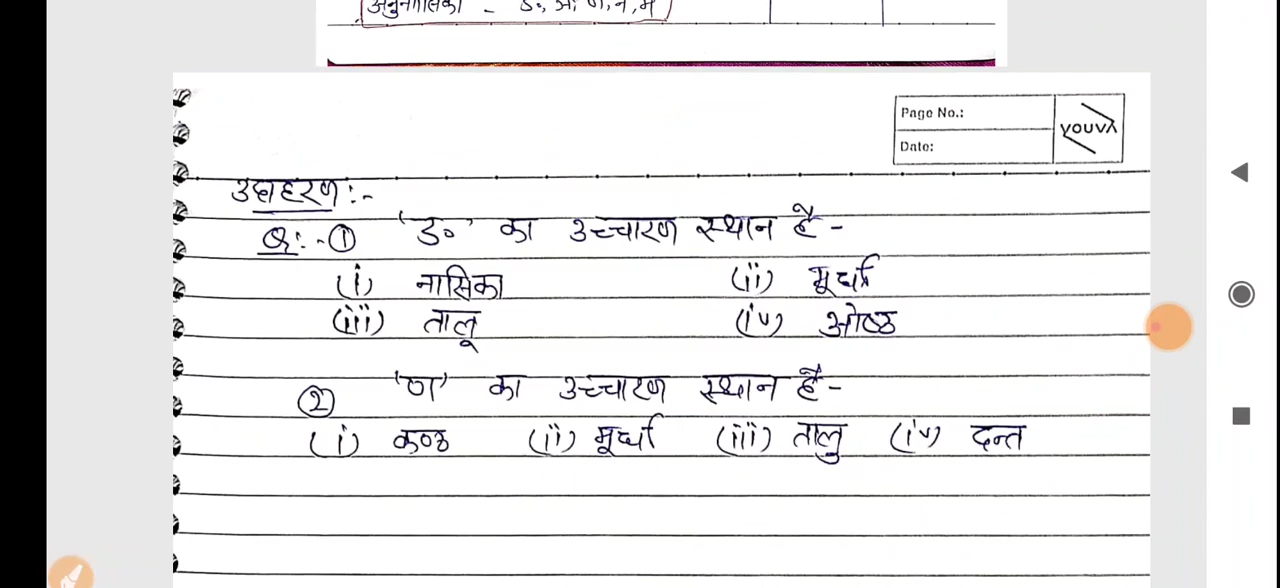 अनुनासिका - ङ, ञ, ण, न, म
Page No.:
youva
Date:
उदाहरण :-
Q:- ① 'ङ' का उच्चारण स्थान है -
(i) नासिका (ii) मूर्धा
(iii) तालू (iv) ओष्ठ
② 'ण' का उच्चारण स्थान है -
(i) कण्ठ (ii) मूर्धा (iii) तालु (iv) दन्त